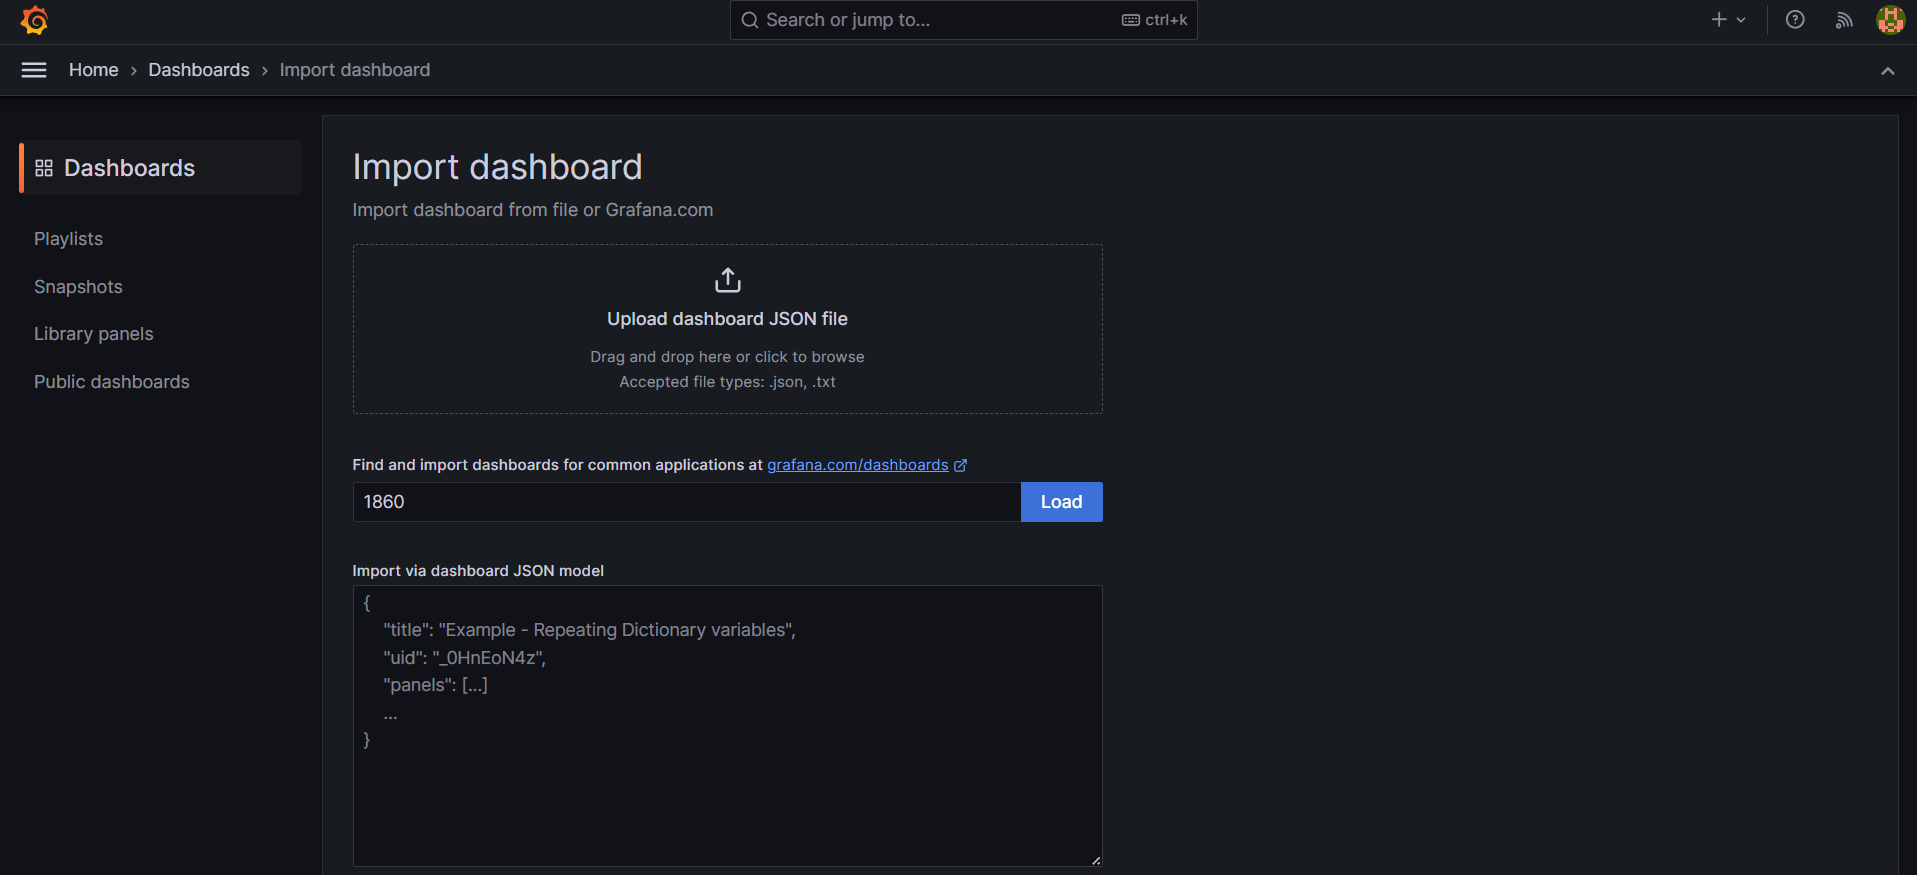 Search or jump to...
ctrl+k
Home › Dashboards › Import dashboard
Dashboards
Playlists
Snapshots
Library panels
Public dashboards
Import dashboard
Import dashboard from file or Grafana.com
Upload dashboard JSON file
Drag and drop here or click to browse
Accepted file types: .json, .txt
Find and import dashboards for common applications at grafana.com/dashboards
1860
Load
Import via dashboard JSON model
{
"title": "Example - Repeating Dictionary variables",
"uid": "_0HnEoN4z",
"panels": [...]
...
}